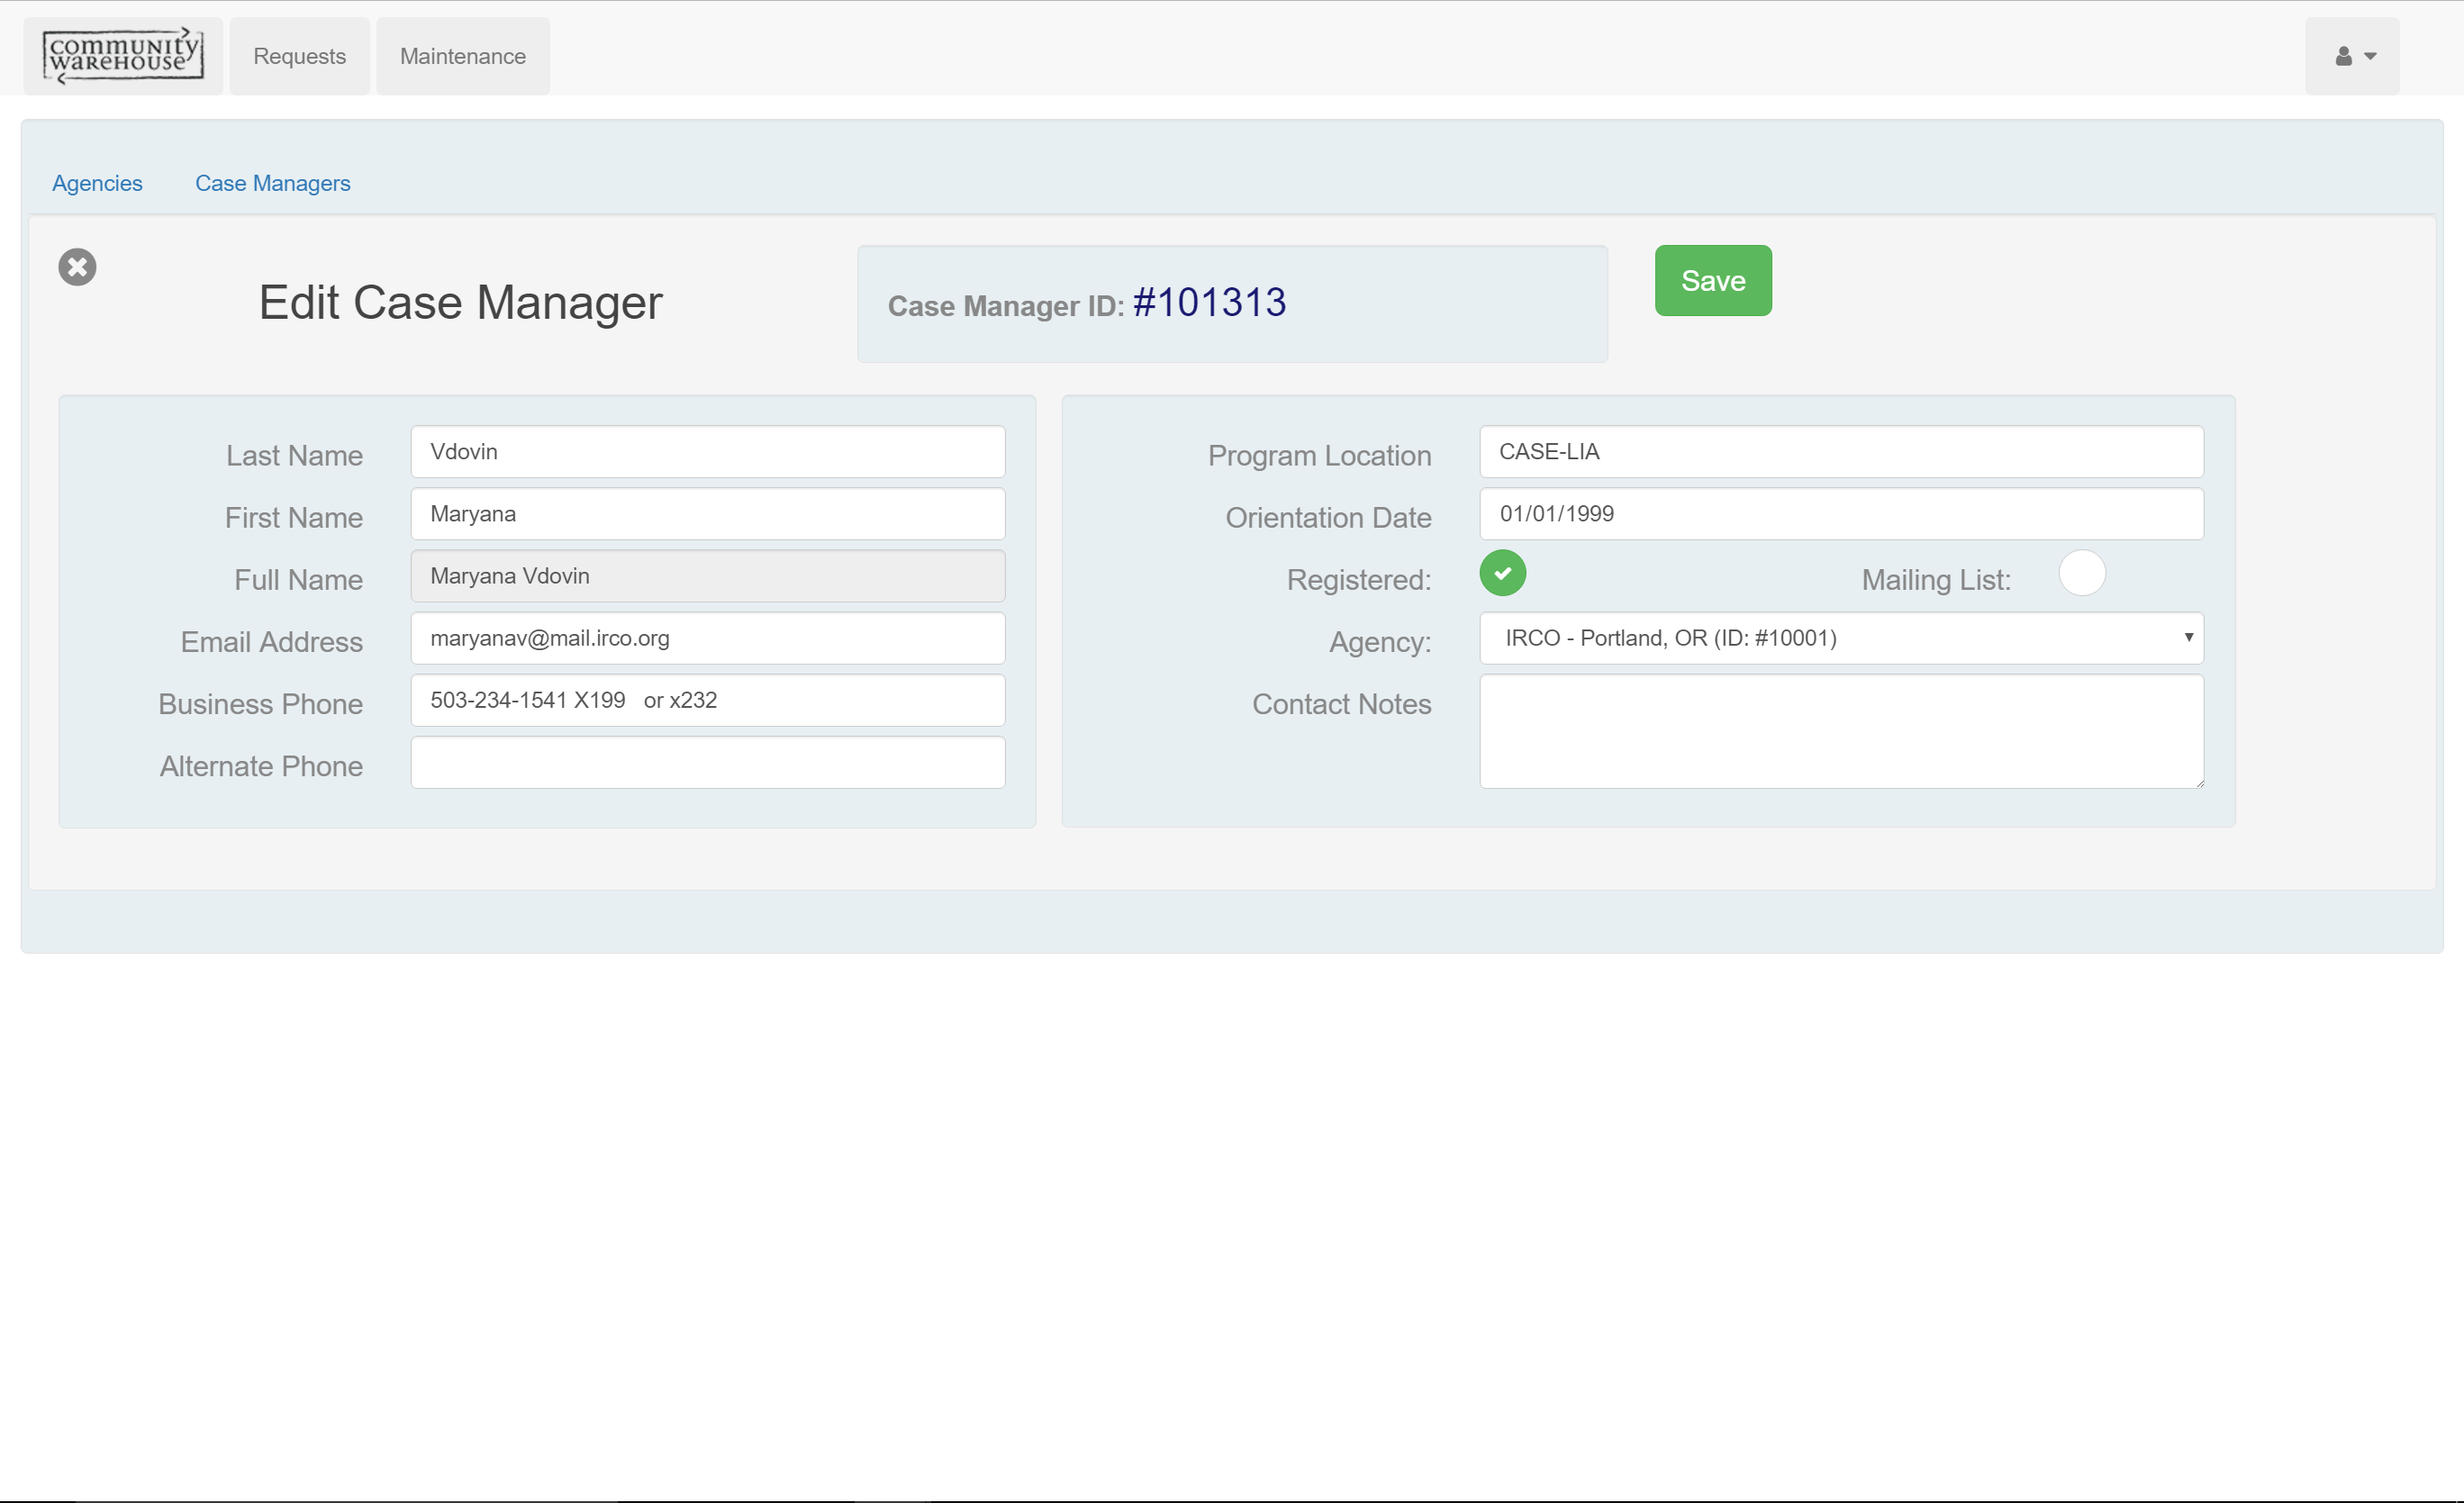 COMMUNITY
WAREHOUSE
Requests
Maintenance
Agencies
Case Managers
Edit Case Manager
Case Manager ID: #101313
Save
Last Name
Vdovin
First Name
Maryana
Full Name
Maryana Vdovin
Email Address
maryanav@mail.irco.org
Business Phone
503-234-1541 X199   or x232
Alternate Phone
Program Location
CASE-LIA
Orientation Date
01/01/1999
Registered:
Mailing List:
Agency:
IRCO - Portland, OR (ID: #10001)
Contact Notes